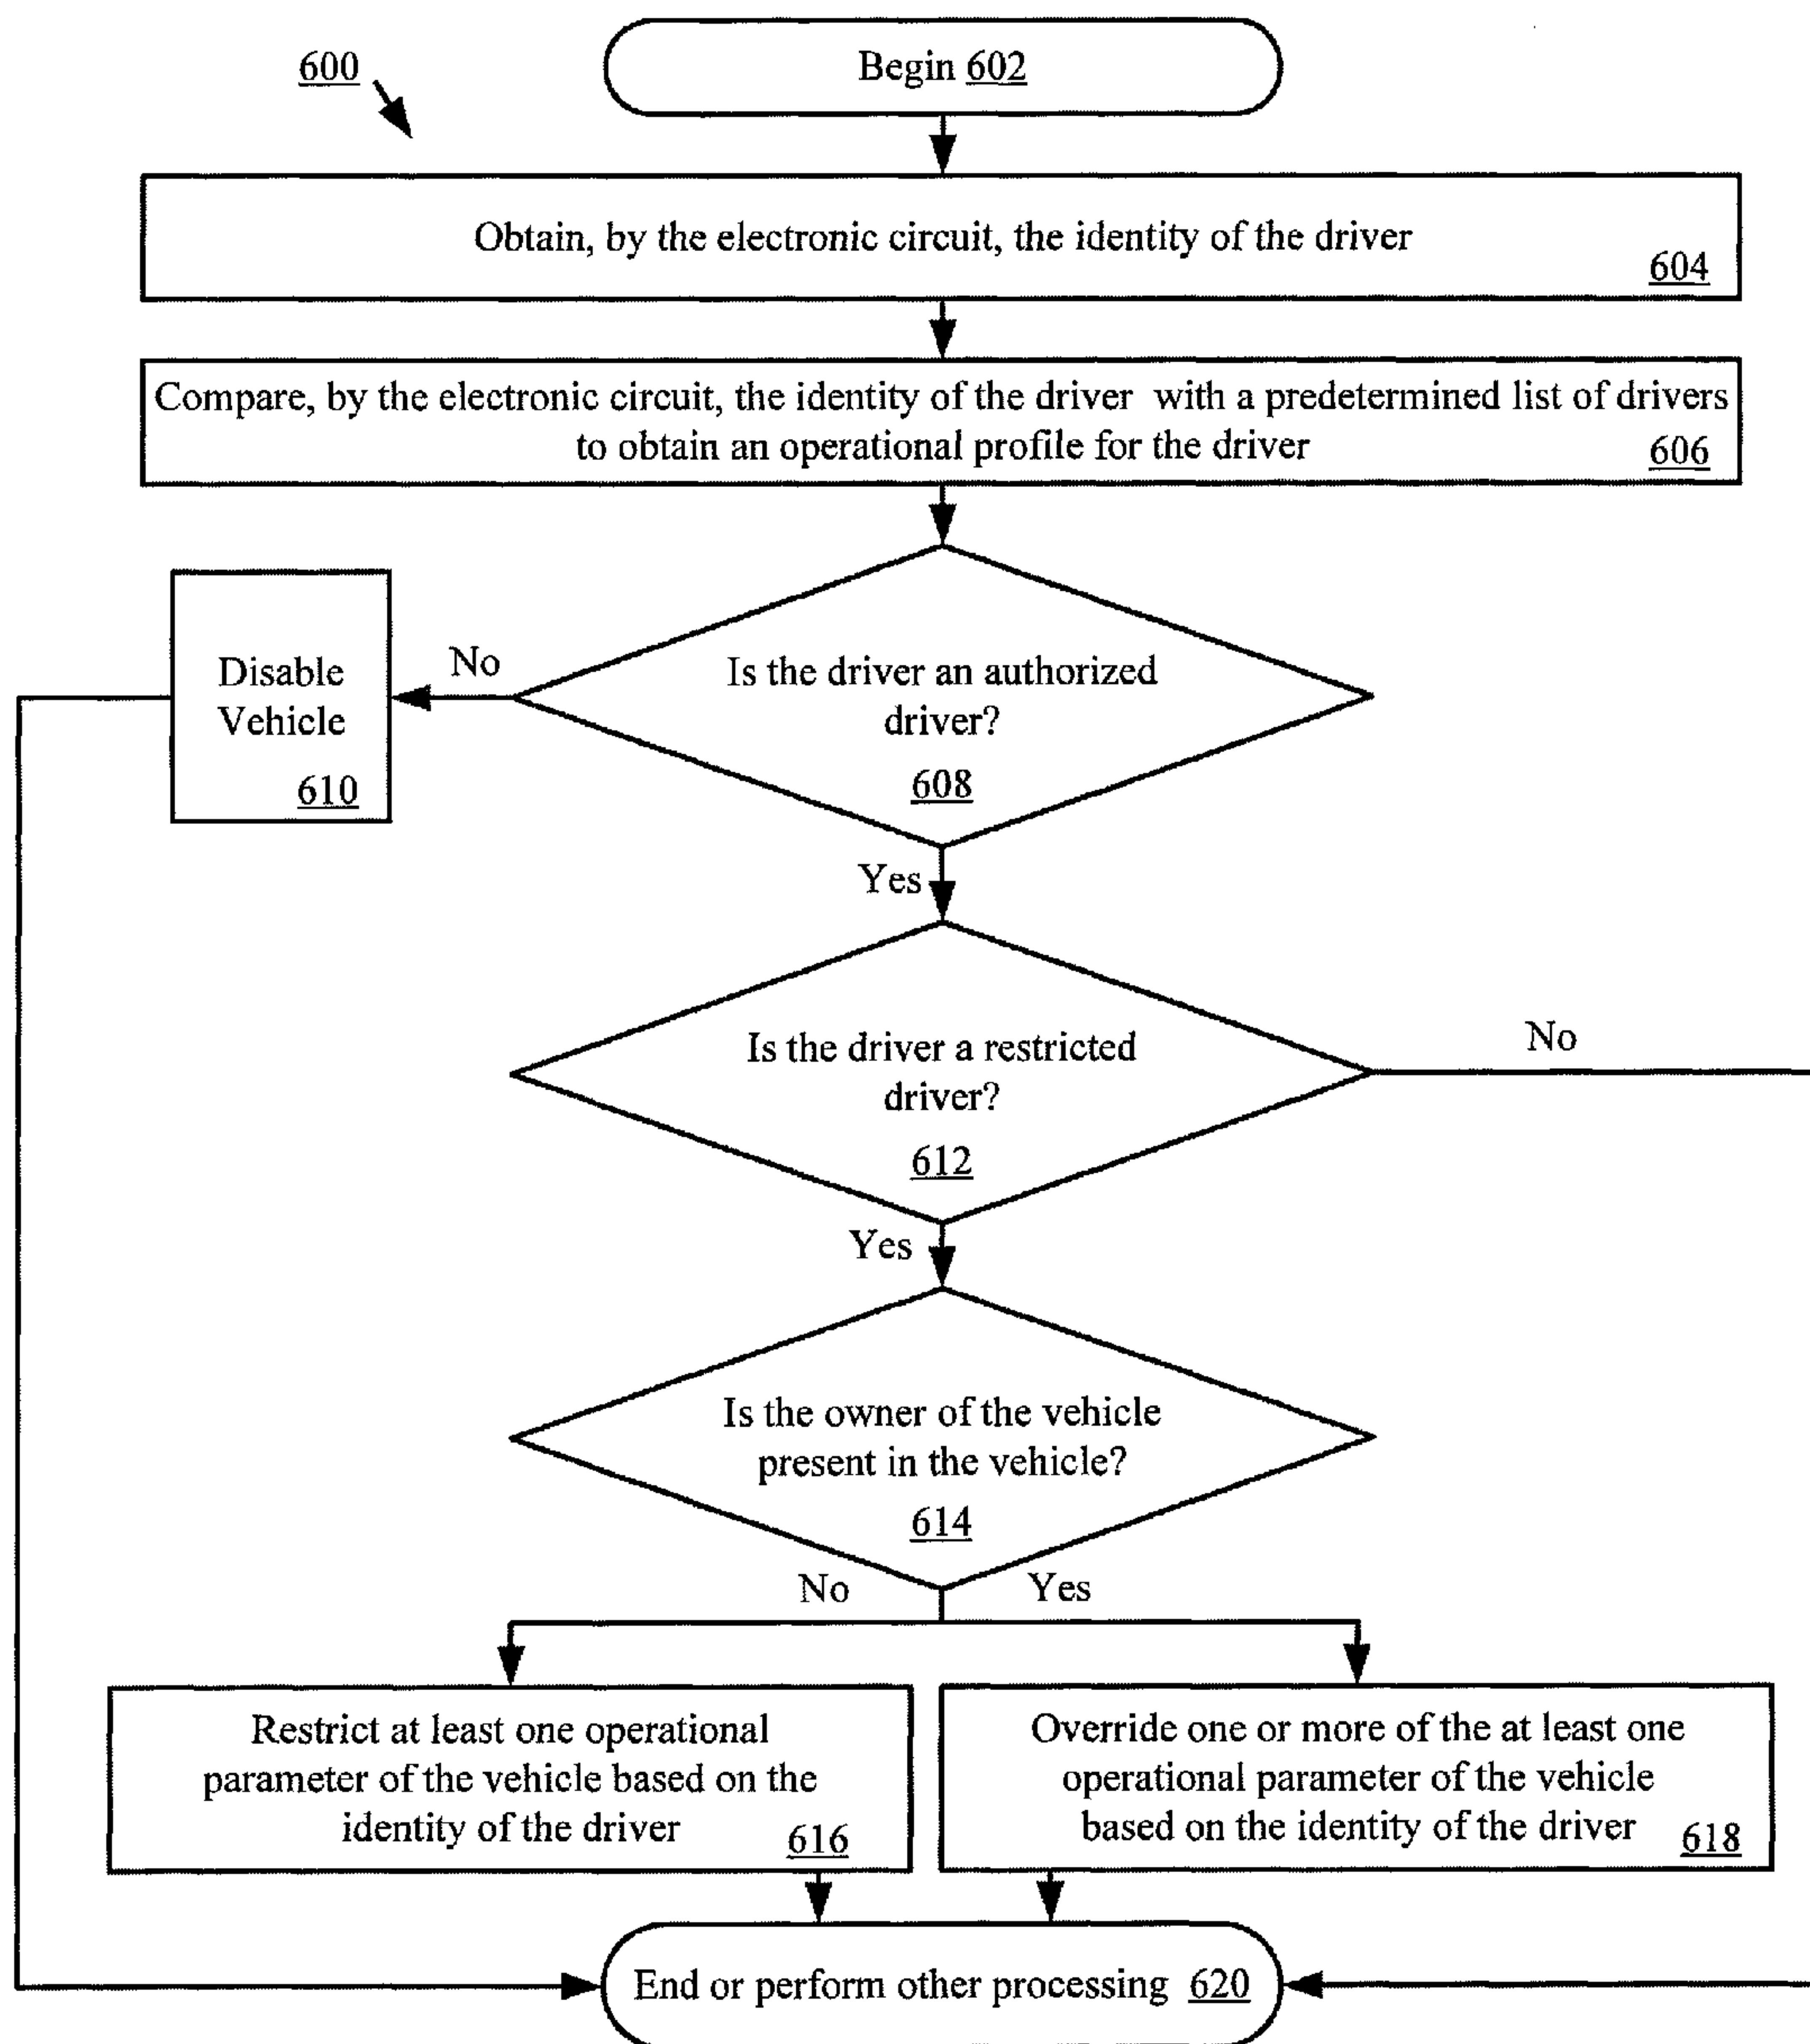 600
Begin 602
Obtain, by the electronic circuit, the identity of the driver
604
Compare, by the electronic circuit, the identity of the driver with a predetermined list of drivers
to obtain an operational profile for the driver
606
Is the driver an authorized
driver?
608
No
Disable
Vehicle
610
Yes
Is the driver a restricted
driver?
612
No
Yes
Is the owner of the vehicle
present in the vehicle?
614
No
Yes
Restrict at least one operational
parameter of the vehicle based on the
identity of the driver
616
Override one or more of the at least one
operational parameter of the vehicle
based on the identity of the driver
618
End or perform other processing 620